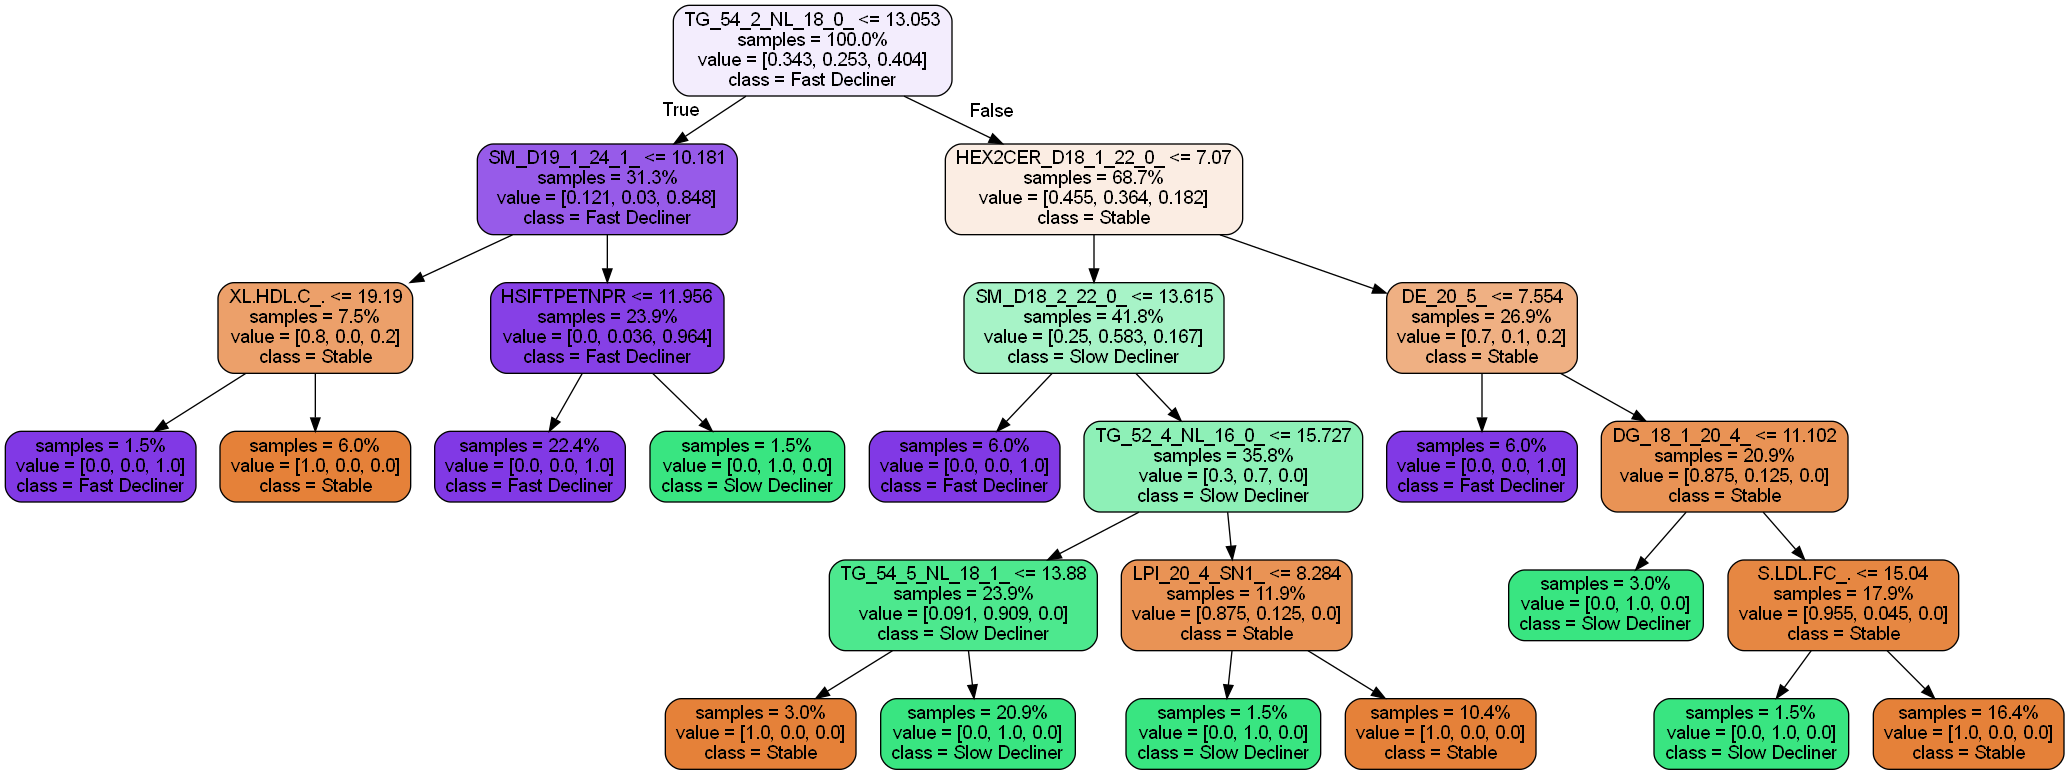 TG_54_2_NL_18_0_ <= 13.053
samples = 100.0%
value = [0.343, 0.253, 0.404]
class = Fast Decliner
True
False
SM_D19_1_24_1_ <= 10.181
samples = 31.3%
value = [0.121, 0.03, 0.848]
class = Fast Decliner
HEX2CER_D18_1_22_0_ <= 7.07
samples = 68.7%
value = [0.455, 0.364, 0.182]
class = Stable
XL.HDL.C_. <= 19.19
samples = 7.5%
value = [0.8, 0.0, 0.2]
class = Stable
HSIFTPETNPR <= 11.956
samples = 23.9%
value = [0.0, 0.036, 0.964]
class = Fast Decliner
SM_D18_2_22_0_ <= 13.615
samples = 41.8%
value = [0.25, 0.583, 0.167]
class = Slow Decliner
DE_20_5_ <= 7.554
samples = 26.9%
value = [0.7, 0.1, 0.2]
class = Stable
samples = 1.5%
value = [0.0, 0.0, 1.0]
class = Fast Decliner
samples = 6.0%
value = [1.0, 0.0, 0.0]
class = Stable
samples = 22.4%
value = [0.0, 0.0, 1.0]
class = Fast Decliner
samples = 1.5%
value = [0.0, 1.0, 0.0]
class = Slow Decliner
samples = 6.0%
value = [0.0, 0.0, 1.0]
class = Fast Decliner
TG_52_4_NL_16_0_ <= 15.727
samples = 35.8%
value = [0.3, 0.7, 0.0]
class = Slow Decliner
samples = 6.0%
value = [0.0, 0.0, 1.0]
class = Fast Decliner
DG_18_1_20_4_ <= 11.102
samples = 20.9%
value = [0.875, 0.125, 0.0]
class = Stable
TG_54_5_NL_18_1_ <= 13.88
samples = 23.9%
value = [0.091, 0.909, 0.0]
class = Slow Decliner
LPI_20_4_SN1_ <= 8.284
samples = 11.9%
value = [0.875, 0.125, 0.0]
class = Stable
samples = 3.0%
value = [0.0, 1.0, 0.0]
class = Slow Decliner
S.LDL.FC_. <= 15.04
samples = 17.9%
value = [0.955, 0.045, 0.0]
class = Stable
samples = 3.0%
value = [1.0, 0.0, 0.0]
class = Stable
samples = 20.9%
value = [0.0, 1.0, 0.0]
class = Slow Decliner
samples = 1.5%
value = [0.0, 1.0, 0.0]
class = Slow Decliner
samples = 10.4%
value = [1.0, 0.0, 0.0]
class = Stable
samples = 1.5%
value = [0.0, 1.0, 0.0]
class = Slow Decliner
samples = 16.4%
value = [1.0, 0.0, 0.0]
class = Stable